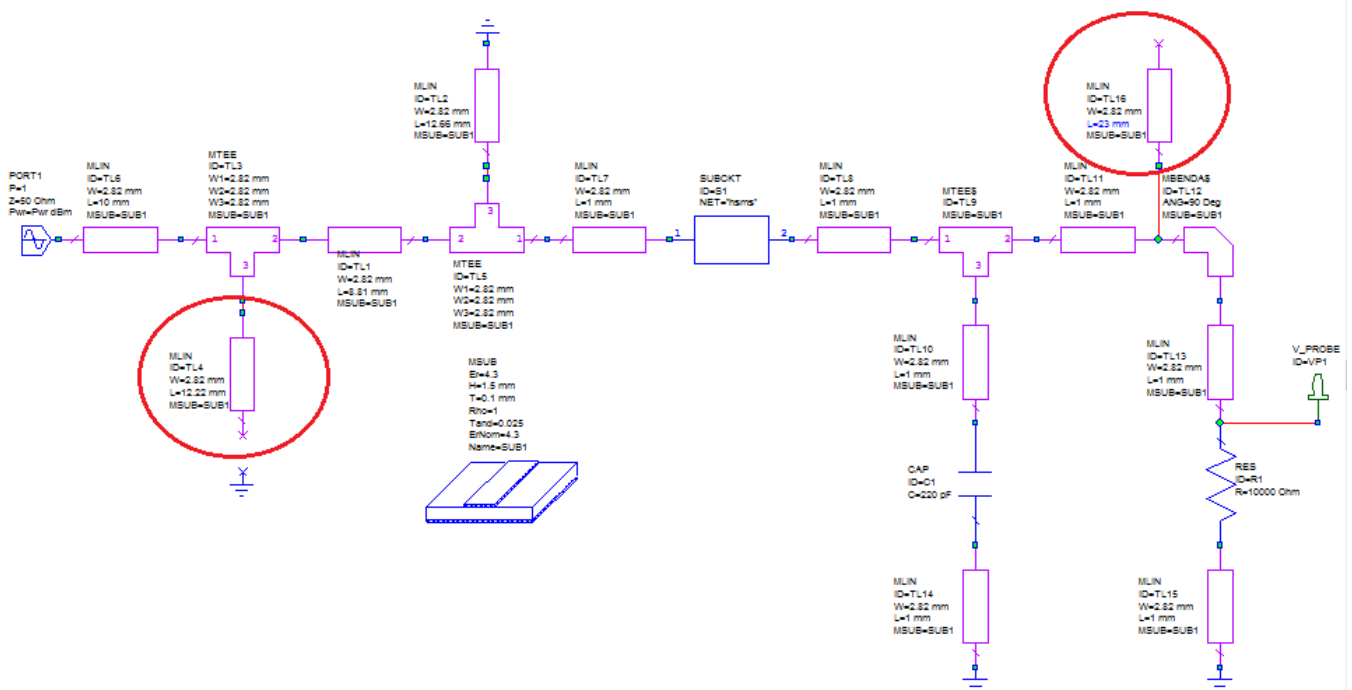 PORT1
P=1
Z=50 Ohm
Pwr=Pwr dBm
MLIN
ID=TL6
W=2.82 mm
L=10 mm
MSUB=SUB1
MTEE
ID=TL3
W1=2.82 mm
W2=2.82 mm
W3=2.82 mm
MSUB=SUB1
1
2
3
MLIN
ID=TL4
W=2.82 mm
L=12.22 mm
MSUB=SUB1
MLIN
ID=TL1
W=2.82 mm
L=8.81 mm
MSUB=SUB1
MLIN
ID=TL2
W=2.82 mm
L=12.66 mm
MSUB=SUB1
3
2
1
MTEE
ID=TL5
W1=2.82 mm
W2=2.82 mm
W3=2.82 mm
MSUB=SUB1
MSUB
Er=4.3
H=1.5 mm
T=0.1 mm
Rho=1
Tand=0.025
ErNom=4.3
Name=SUB1
MLIN
ID=TL7
W=2.82 mm
L=1 mm
MSUB=SUB1
SUBCKT
ID=S1
NET="hsms"
1
2
MLIN
ID=TL8
W=2.82 mm
L=1 mm
MSUB=SUB1
MTEE$
ID=TL9
MSUB=SUB1
1
2
3
MLIN
ID=TL10
W=2.82 mm
L=1 mm
MSUB=SUB1
CAP
ID=C1
C=220 pF
MLIN
ID=TL14
W=2.82 mm
L=1 mm
MSUB=SUB1
MLIN
ID=TL16
W=2.82 mm
L=23 mm
MSUB=SUB1
MLIN
ID=TL11
W=2.82 mm
L=1 mm
MSUB=SUB1
MBENDA$
ID=TL12
ANG=90 Deg
MSUB=SUB1
MLIN
ID=TL13
W=2.82 mm
L=1 mm
MSUB=SUB1
V_PROBE
ID=VP1
RES
ID=R1
R=10000 Ohm
MLIN
ID=TL15
W=2.82 mm
L=1 mm
MSUB=SUB1